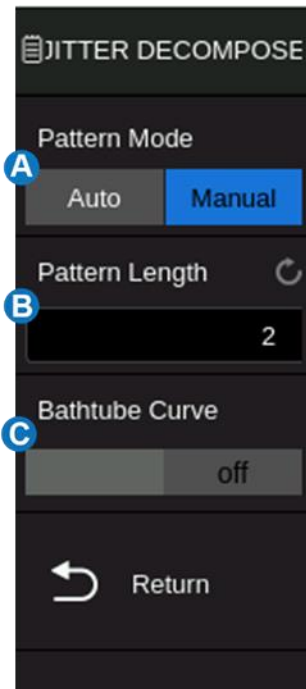 JITTER DECOMPOSE
Pattern Mode
A
Auto Manual
Pattern Length
B
2
Bathtube Curve
C
off
Return